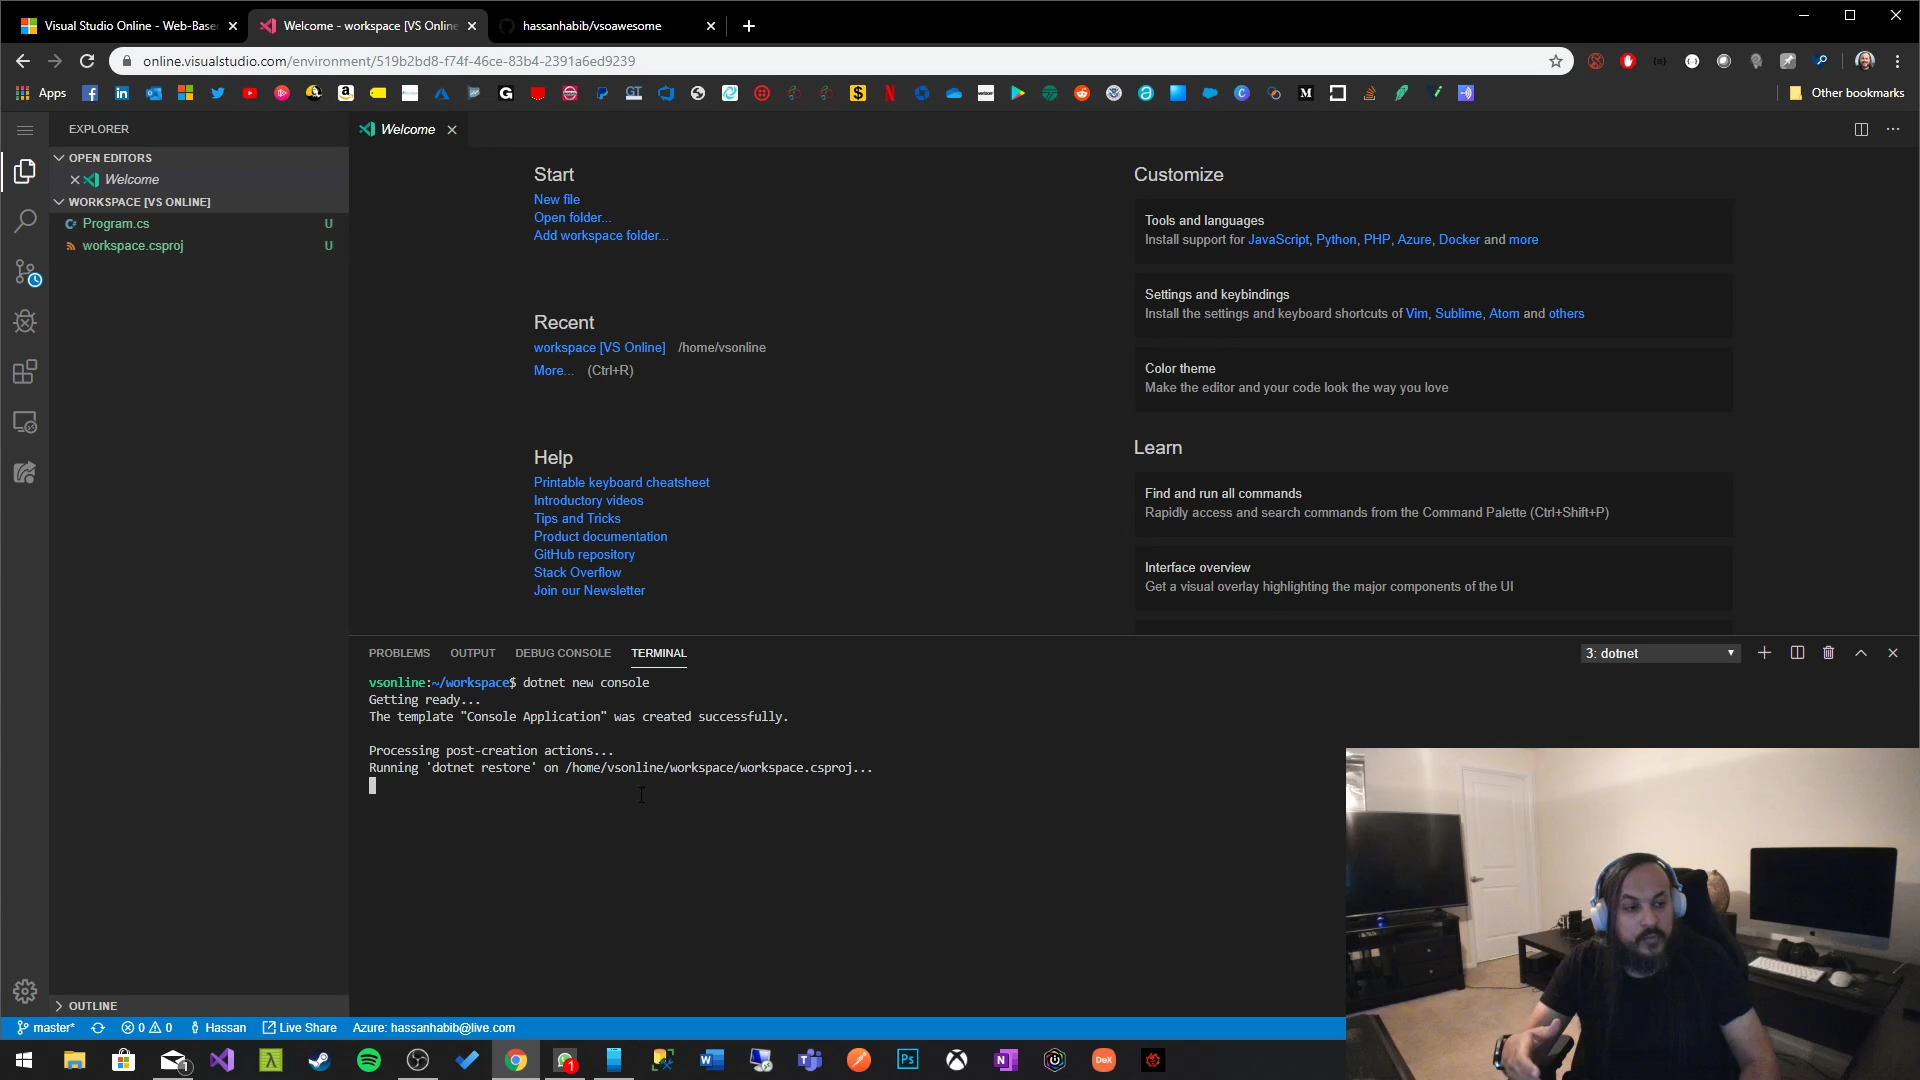 Visual Studio Online - Web-Base
Welcome - workspace [VS Online
hassanhabib/vsoawesome
online.visualstudio.com/environment/519b2bd8-f74f-46ce-83b4-2391a6ed9239
Apps
Other bookmarks
EXPLORER
OPEN EDITORS
Welcome
WORKSPACE [VS ONLINE]
Program.cs U
workspace.csproj U
OUTLINE
Welcome
Start
New file
Open folder...
Add workspace folder...
Recent
workspace [VS Online] /home/vsonline
More... (Ctrl+R)
Help
Printable keyboard cheatsheet
Introductory videos
Tips and Tricks
Product documentation
GitHub repository
Stack Overflow
Join our Newsletter
Customize
Tools and languages
Install support for JavaScript, Python, PHP, Azure, Docker and more
Settings and keybindings
Install the settings and keyboard shortcuts of Vim, Sublime, Atom and others
Color theme
Make the editor and your code look the way you love
Learn
Find and run all commands
Rapidly access and search commands from the Command Palette (Ctrl+Shift+P)
Interface overview
Get a visual overlay highlighting the major components of the UI
PROBLEMS OUTPUT DEBUG CONSOLE TERMINAL
3: dotnet
vsonline:~/workspace$ dotnet new console
Getting ready...
The template "Console Application" was created successfully.
Processing post-creation actions...
Running 'dotnet restore' on /home/vsonline/workspace/workspace.csproj...
master* 0 0 Hassan Live Share Azure: hassanhabib@live.com